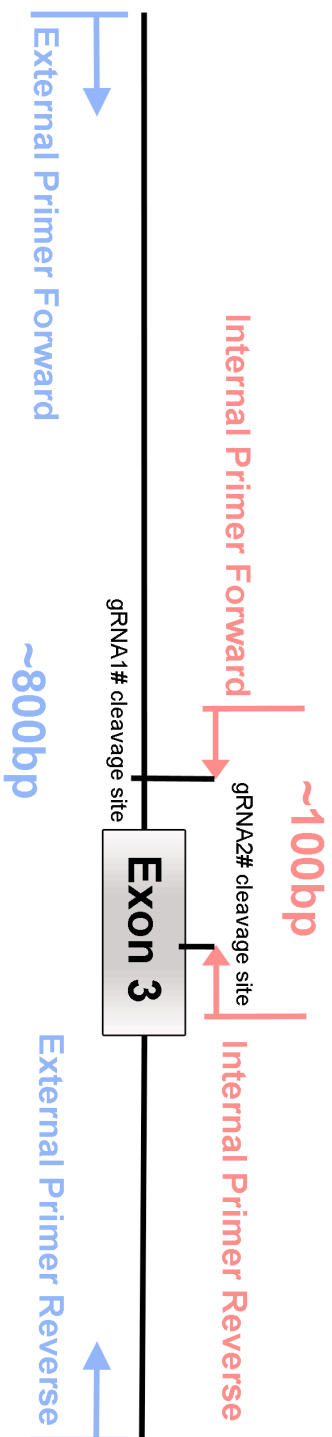 Internal Primer Forward
~100bp
Internal Primer Reverse
gRNA2# cleavage site
gRNA1# cleavage site
Exon 3
External Primer Forward
~800bp
External Primer Reverse